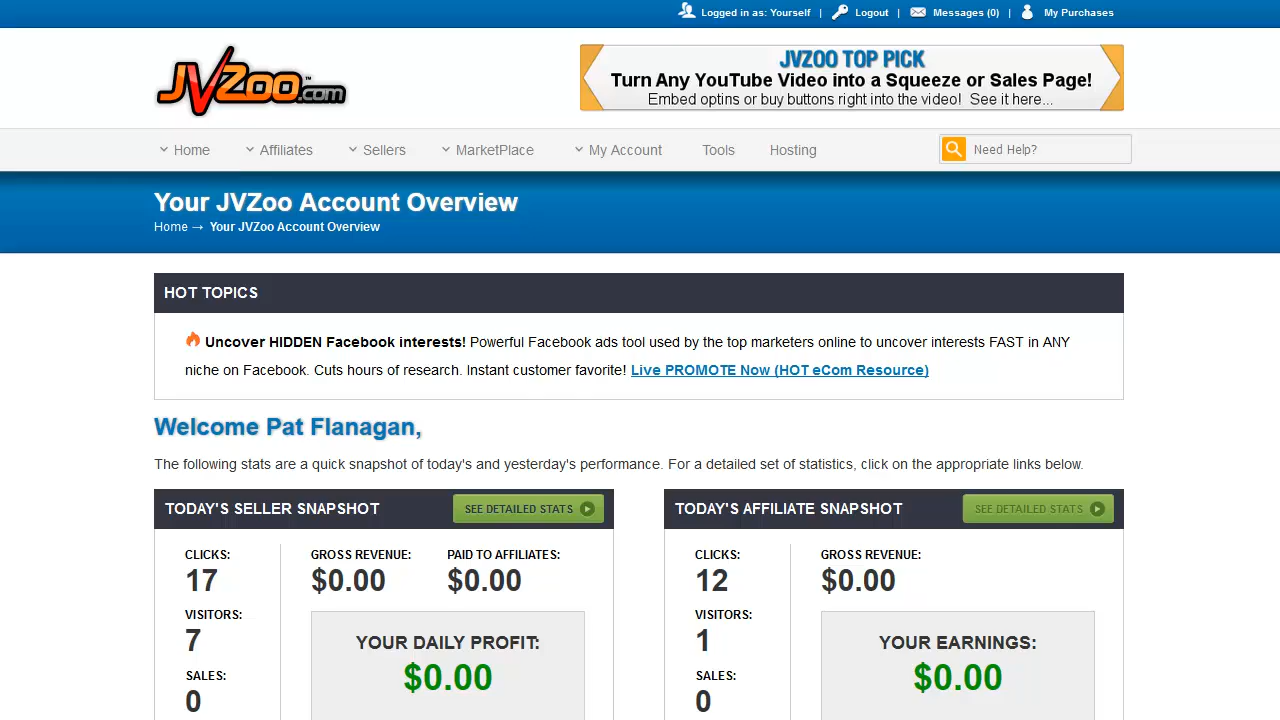 Logged in as: Yourself | Logout | Messages (0) | My Purchases
JVZoo.com™
JVZOO TOP PICK
Turn Any YouTube Video into a Squeeze or Sales Page!
Embed optins or buy buttons right into the video! See it here...
Home Affiliates Sellers MarketPlace My Account Tools Hosting Need Help?
Your JVZoo Account Overview
Home → Your JVZoo Account Overview
HOT TOPICS
Uncover HIDDEN Facebook interests! Powerful Facebook ads tool used by the top marketers online to uncover interests FAST in ANY
niche on Facebook. Cuts hours of research. Instant customer favorite! Live PROMOTE Now (HOT eCom Resource)
Welcome Pat Flanagan,
The following stats are a quick snapshot of today's and yesterday's performance. For a detailed set of statistics, click on the appropriate links below.
TODAY'S SELLER SNAPSHOT SEE DETAILED STATS
CLICKS: GROSS REVENUE: PAID TO AFFILIATES:
17 $0.00 $0.00
VISITORS:
7
YOUR DAILY PROFIT:
$0.00
SALES:
0
TODAY'S AFFILIATE SNAPSHOT SEE DETAILED STATS
CLICKS: GROSS REVENUE:
12 $0.00
VISITORS:
1
YOUR EARNINGS:
$0.00
SALES:
0